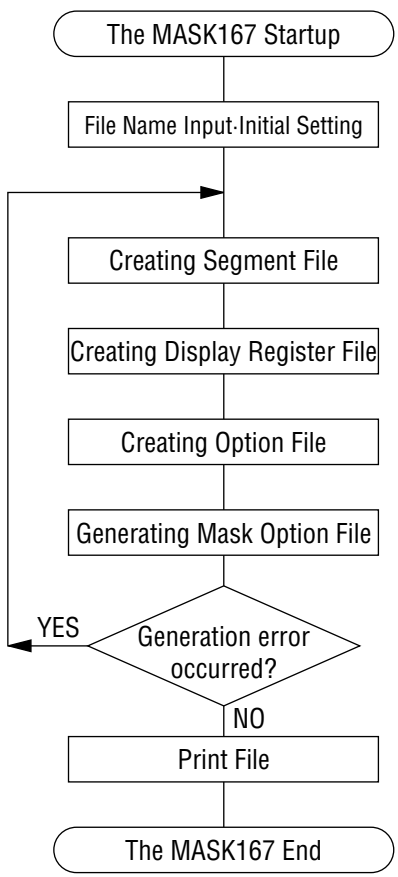 The MASK167 Startup
File Name Input·Initial Setting
Creating Segment File
Creating Display Register File
Creating Option File
Generating Mask Option File
YES
Generation error
occurred?
NO
Print File
The MASK167 End